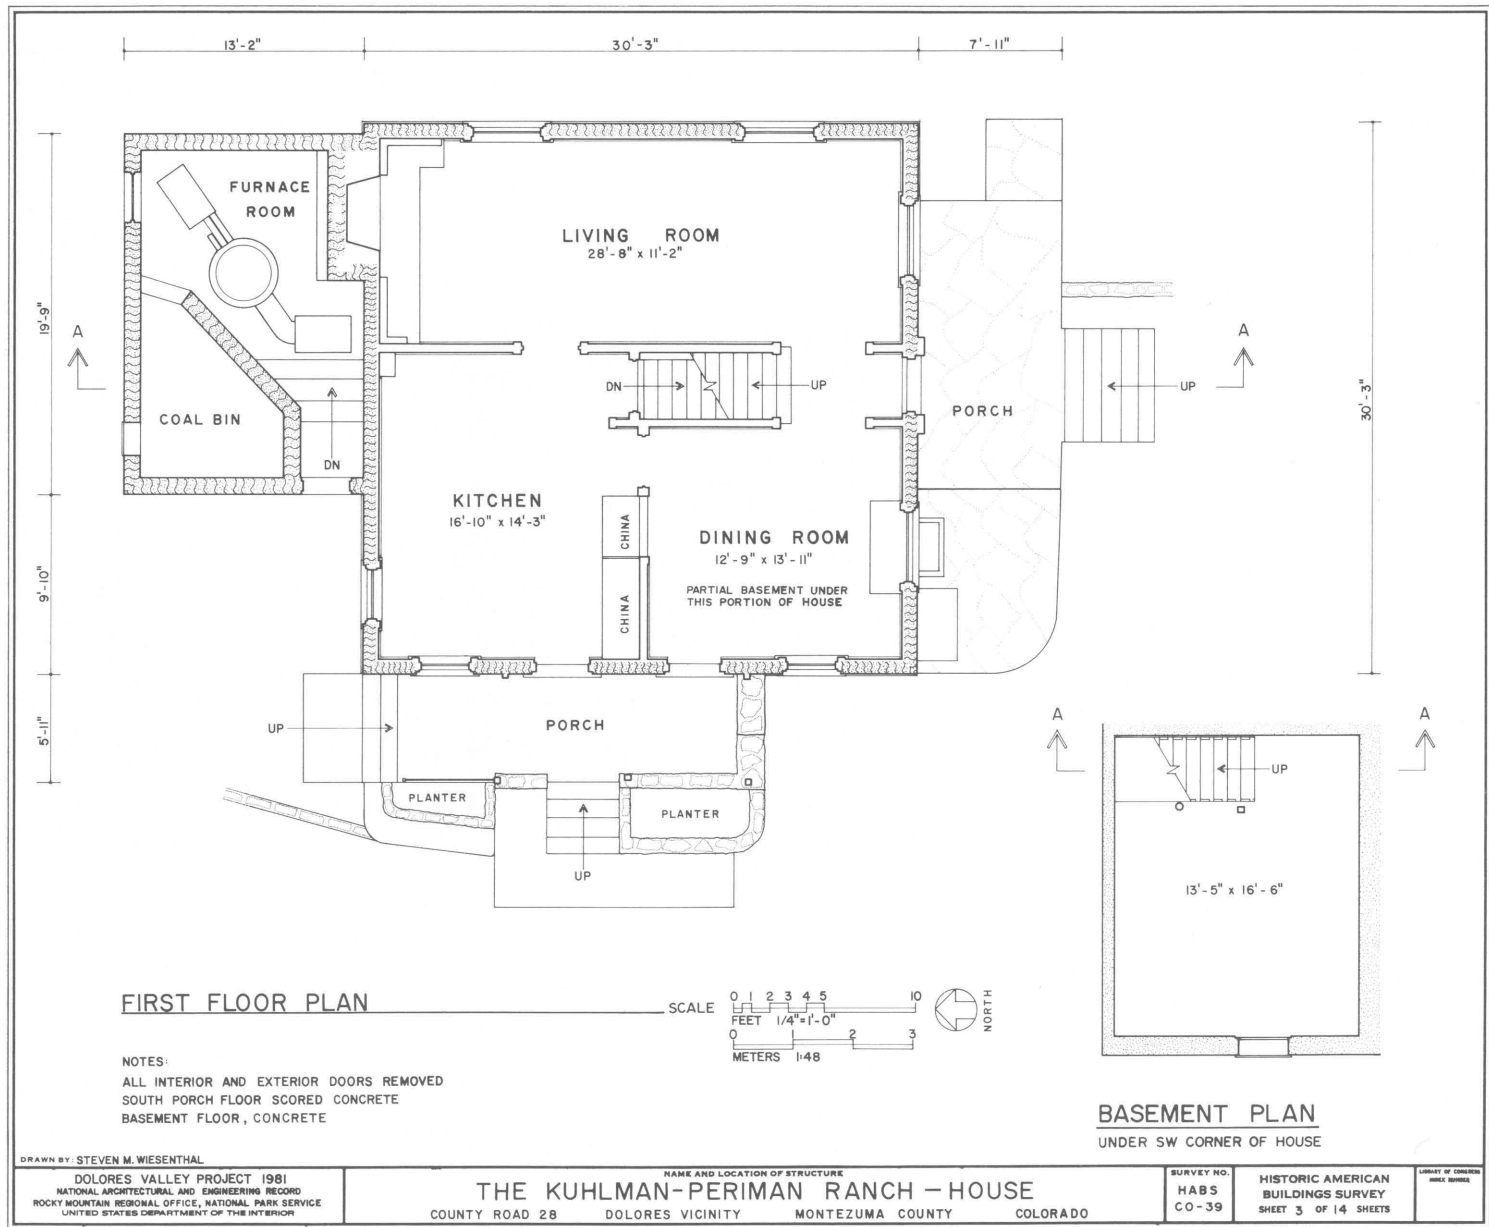 13'-2"
30'-3"
7'-11"
FURNACE
ROOM
LIVING ROOM
28'-8" x 11'-2"
19'-9"
A
A
DN
UP
UP
PORCH
30'-3"
COAL BIN
DN
KITCHEN
16'-10" x 14'-3"
CHINA
DINING ROOM
12'-9" x 13'-11"
9'-10"
PARTIAL BASEMENT UNDER
THIS PORTION OF HOUSE
CHINA
5'-11"
UP
PORCH
A
A
UP
PLANTER
PLANTER
UP
13'-5" x 16'-6"
FIRST FLOOR PLAN
SCALE
0 1 2 3 4 5 10
FEET 1/4"=1'-0"
0 1 2 3
METERS 1:48
NORTH
NOTES:
ALL INTERIOR AND EXTERIOR DOORS REMOVED
SOUTH PORCH FLOOR SCORED CONCRETE
BASEMENT FLOOR, CONCRETE
BASEMENT PLAN
UNDER SW CORNER OF HOUSE
DRAWN BY: STEVEN M. WIESENTHAL
DOLORES VALLEY PROJECT 1981
NATIONAL ARCHITECTURAL AND ENGINEERING RECORD
ROCKY MOUNTAIN REGIONAL OFFICE, NATIONAL PARK SERVICE
UNITED STATES DEPARTMENT OF THE INTERIOR
NAME AND LOCATION OF STRUCTURE
THE KUHLMAN-PERIMAN RANCH - HOUSE
COUNTY ROAD 28 DOLORES VICINITY MONTEZUMA COUNTY COLORADO
SURVEY NO.
HABS
CO-39
HISTORIC AMERICAN
BUILDINGS SURVEY
SHEET 3 OF 14 SHEETS
LIBRARY OF CONGRESS
INDEX NUMBER